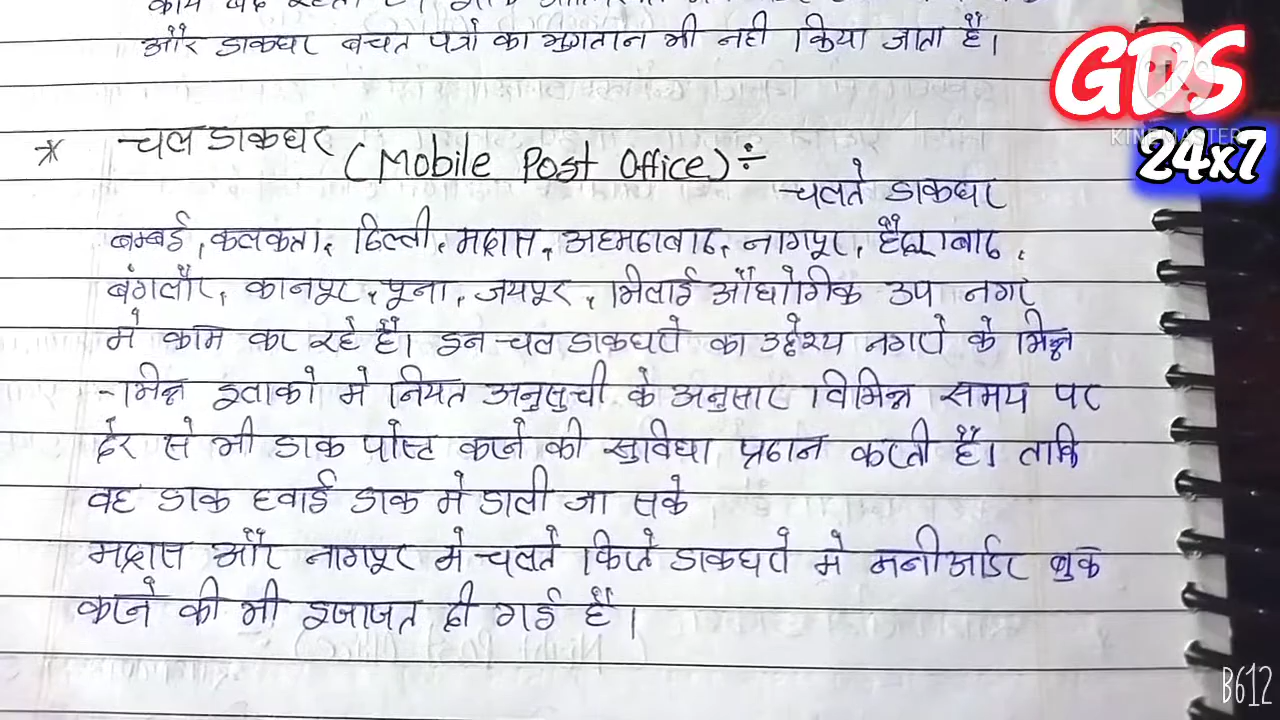 और डाकघर बचत पत्रो का भुगतान भी नही किया जाता है।
GDS
KINEMASTER
24x7
* चल डाकघर (Mobile Post Office) ÷
चलते डाकघर
बम्बई, कलकता, दिल्ली, मद्रास, अहमदाबाद, नागपूर, हैदराबाद,
बंगलौर, कानपूर, पूना, जयपूर, भिलाई औधोगिक उप नगर
मे काम कर रहे हैं। इन चल डाकघरो का उद्देश्य नगरो के भिन्न
- भिन्न इलाको मे नियत अनुसुची के अनुसार विभिन्न समय पर
देर से भी डाक पोस्ट करने की सुविधा प्रदान करती हैं। ताकि
वह डाक हवाई डाक मे डाली जा सके
मद्रास और नागपूर मे चलते फिरते डाकघरो मे मनीआर्डर बुक
करने की भी इजाजत दी गई हैं।
B612